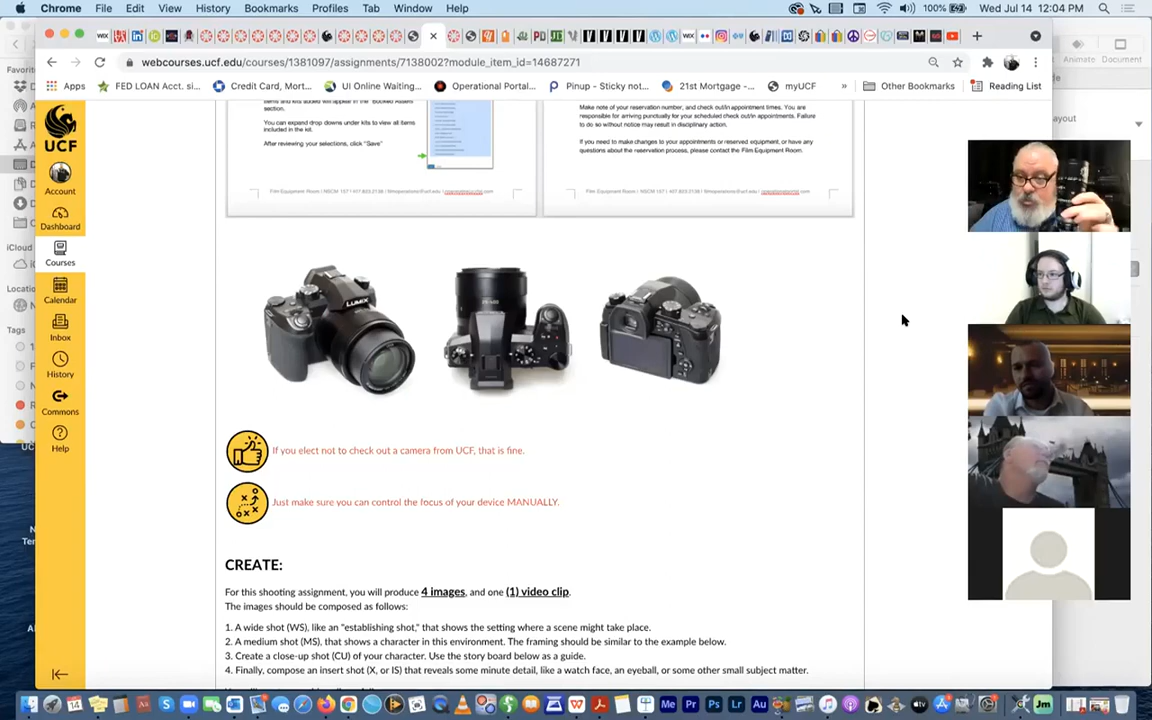 Chrome File Edit View History Bookmarks Profiles Tab Window Help 100% Wed Jul 14 12:04 PM
webcourses.ucf.edu/courses/1381097/assignments/7138002?module_item_id=14687271
Apps FED LOAN Acct. si... Credit Card, Mort... UI Online Waiting... Operational Portal... Pinup - Sticky not... 21st Mortgage -... myUCF » Other Bookmarks Reading List
Animate Document
Favorites
iCloud
Locations
Tags
UCF
Account
Dashboard
Courses
Calendar
Inbox
History
Commons
Help
section.
You can expand drop downs under kits to view all items
included in the kit.
After reviewing your selections, click "Save"
Make note of your reservation number, and check out/in appointment times. You are
responsible for arriving punctually for your scheduled check out/in appointments. Failure
to do so without notice may result in disciplinary action.
If you need to make changes to your appointments or reserved equipment, or have any
questions about the reservation process, please contact the Film Equipment Room.
LUMIX
If you elect not to check out a camera from UCF, that is fine.
Just make sure you can control the focus of your device MANUALLY.
CREATE:
For this shooting assignment, you will produce 4 images, and one (1) video clip.
The images should be composed as follows:
1. A wide shot (WS), like an "establishing shot," that shows the setting where a scene might take place.
2. A medium shot (MS), that shows a character in this environment. The framing should be similar to the example below.
3. Create a close-up shot (CU) of your character. Use the story board below as a guide.
4. Finally, compose an insert shot (X, or IS) that reveals some minute detail, like a watch face, an eyeball, or some other small subject matter.